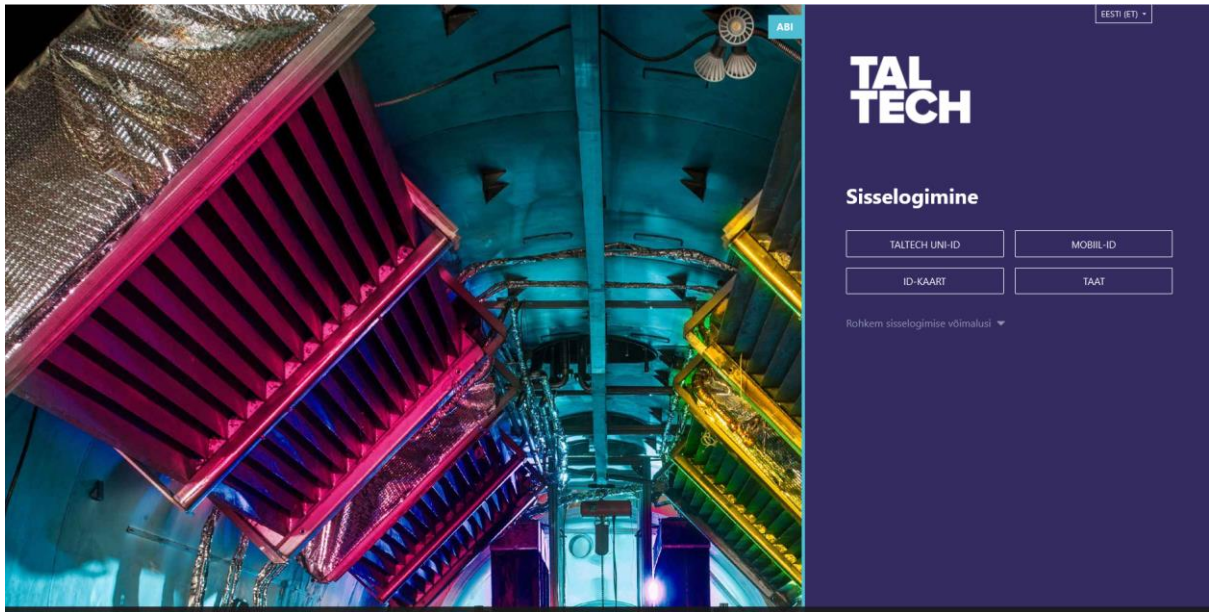 ABI
EESTI (ET)
TAL
TECH
Sisselogimine
TALTECH UNI-ID
MOBIIL-ID
ID-KAART
TAAT
Rohkem sisselogimise võimalusi